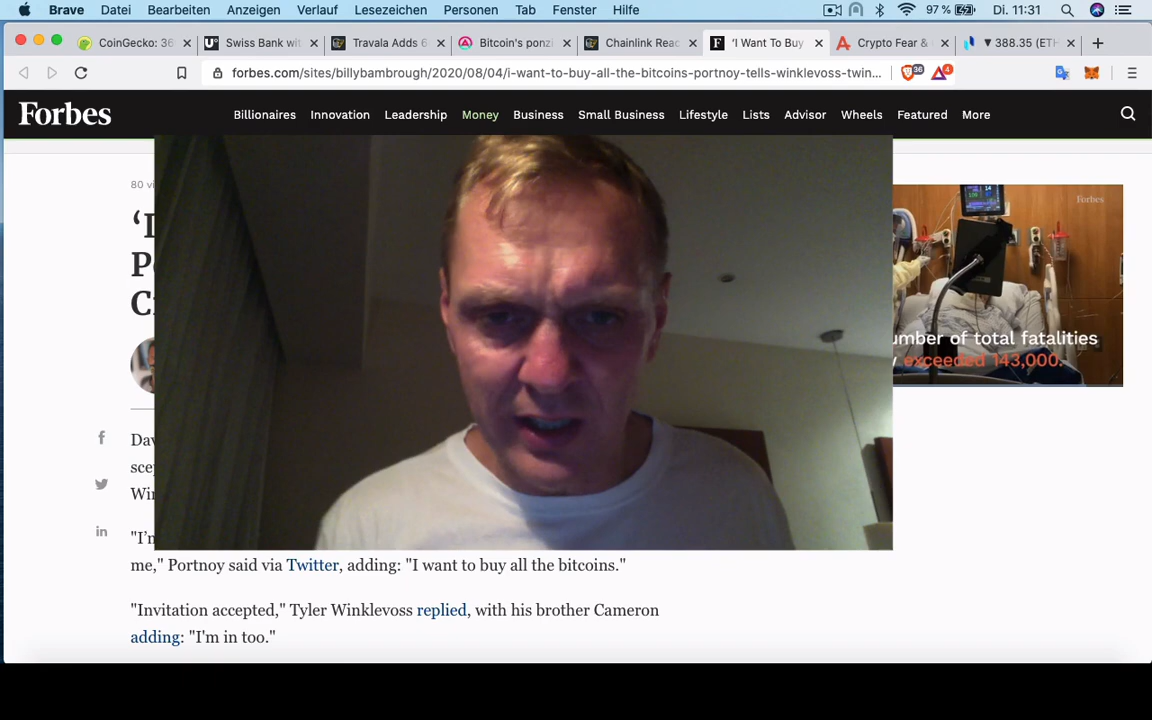 Brave Datei Bearbeiten Anzeigen Verlauf Lesezeichen Personen Tab Fenster Hilfe 97 % Di. 11:31
CoinGecko: 36 Swiss Bank wit Travala Adds 6 Bitcoin's ponzi Chainlink Reac 'I Want To Buy Crypto Fear & ▼ 388.35 (ETH
forbes.com/sites/billybambrough/2020/08/04/i-want-to-buy-all-the-bitcoins-portnoy-tells-winklevoss-twin... 36 4
Forbes Billionaires Innovation Leadership Money Business Small Business Lifestyle Lists Advisor Wheels Featured More
80
Forbes
number of total fatalities
exceeded 143,000.
me," Portnoy said via Twitter, adding: "I want to buy all the bitcoins."
"Invitation accepted," Tyler Winklevoss replied, with his brother Cameron
adding: "I'm in too."